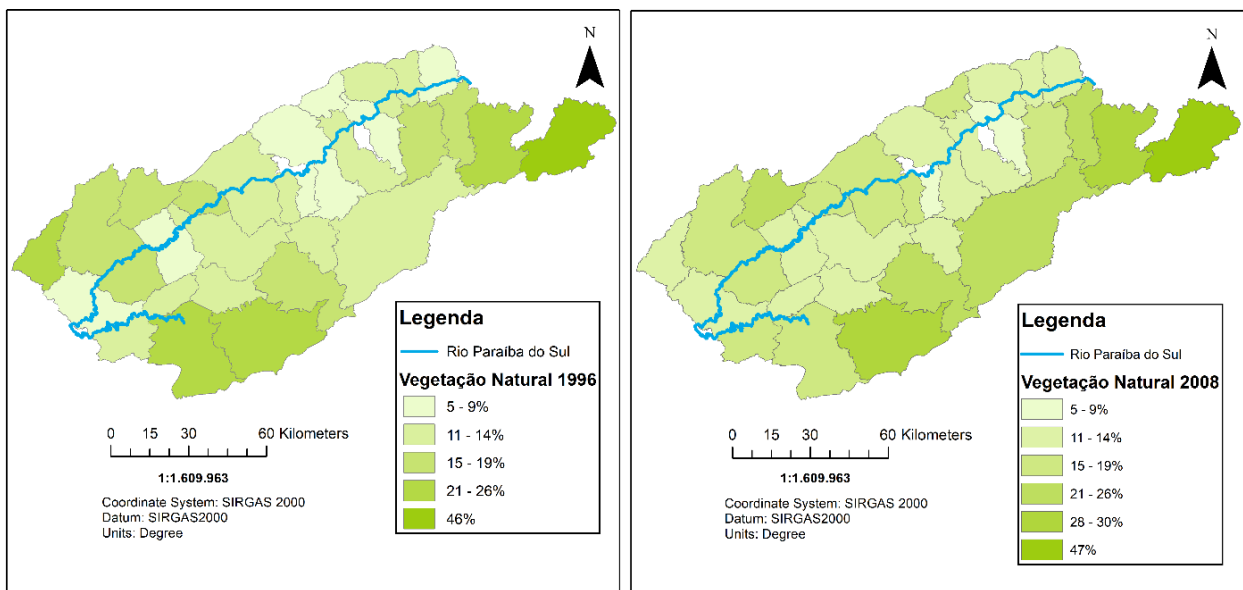 N
Legenda
Rio Paraíba do Sul
Vegetação Natural 1996
5 - 9%
11 - 14%
15 - 19%
21 - 26%
46%
0 15 30 60 Kilometers
1:1.609.963
Coordinate System: SIRGAS 2000
Datum: SIRGAS2000
Units: Degree
N
Legenda
Rio Paraíba do Sul
Vegetação Natural 2008
5 - 9%
11 - 14%
15 - 19%
21 - 26%
28 - 30%
47%
0 15 30 60 Kilometers
1:1.609.963
Coordinate System: SIRGAS 2000
Datum: SIRGAS2000
Units: Degree